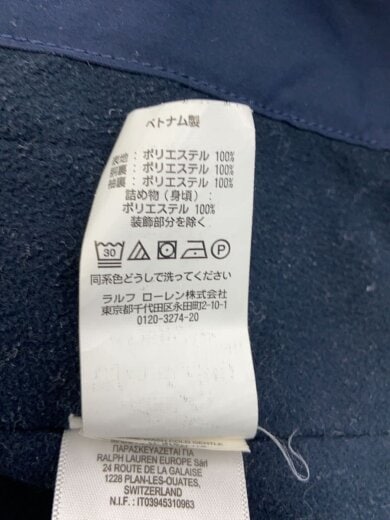 ベトナム製
表地 : ポリエステル 100%
胴裏 : ポリエステル 100%
袖裏 : ポリエステル 100%
詰め物 (身頃) :
ポリエステル 100%
装飾部分を除く
30 P
同系色どうしで洗ってください
ラルフ ローレン株式会社
東京都千代田区永田町2-10-1
0120-3274-20
ΠΑΡΑΣΚΕΥΑΖΕΤΑΙ ΓΙΑ
RALPH LAUREN EUROPE Sàrl
24 ROUTE DE LA GALAISE
1228 PLAN-LES-OUATES,
SWITZERLAND
N.I.F. : IT03945310963